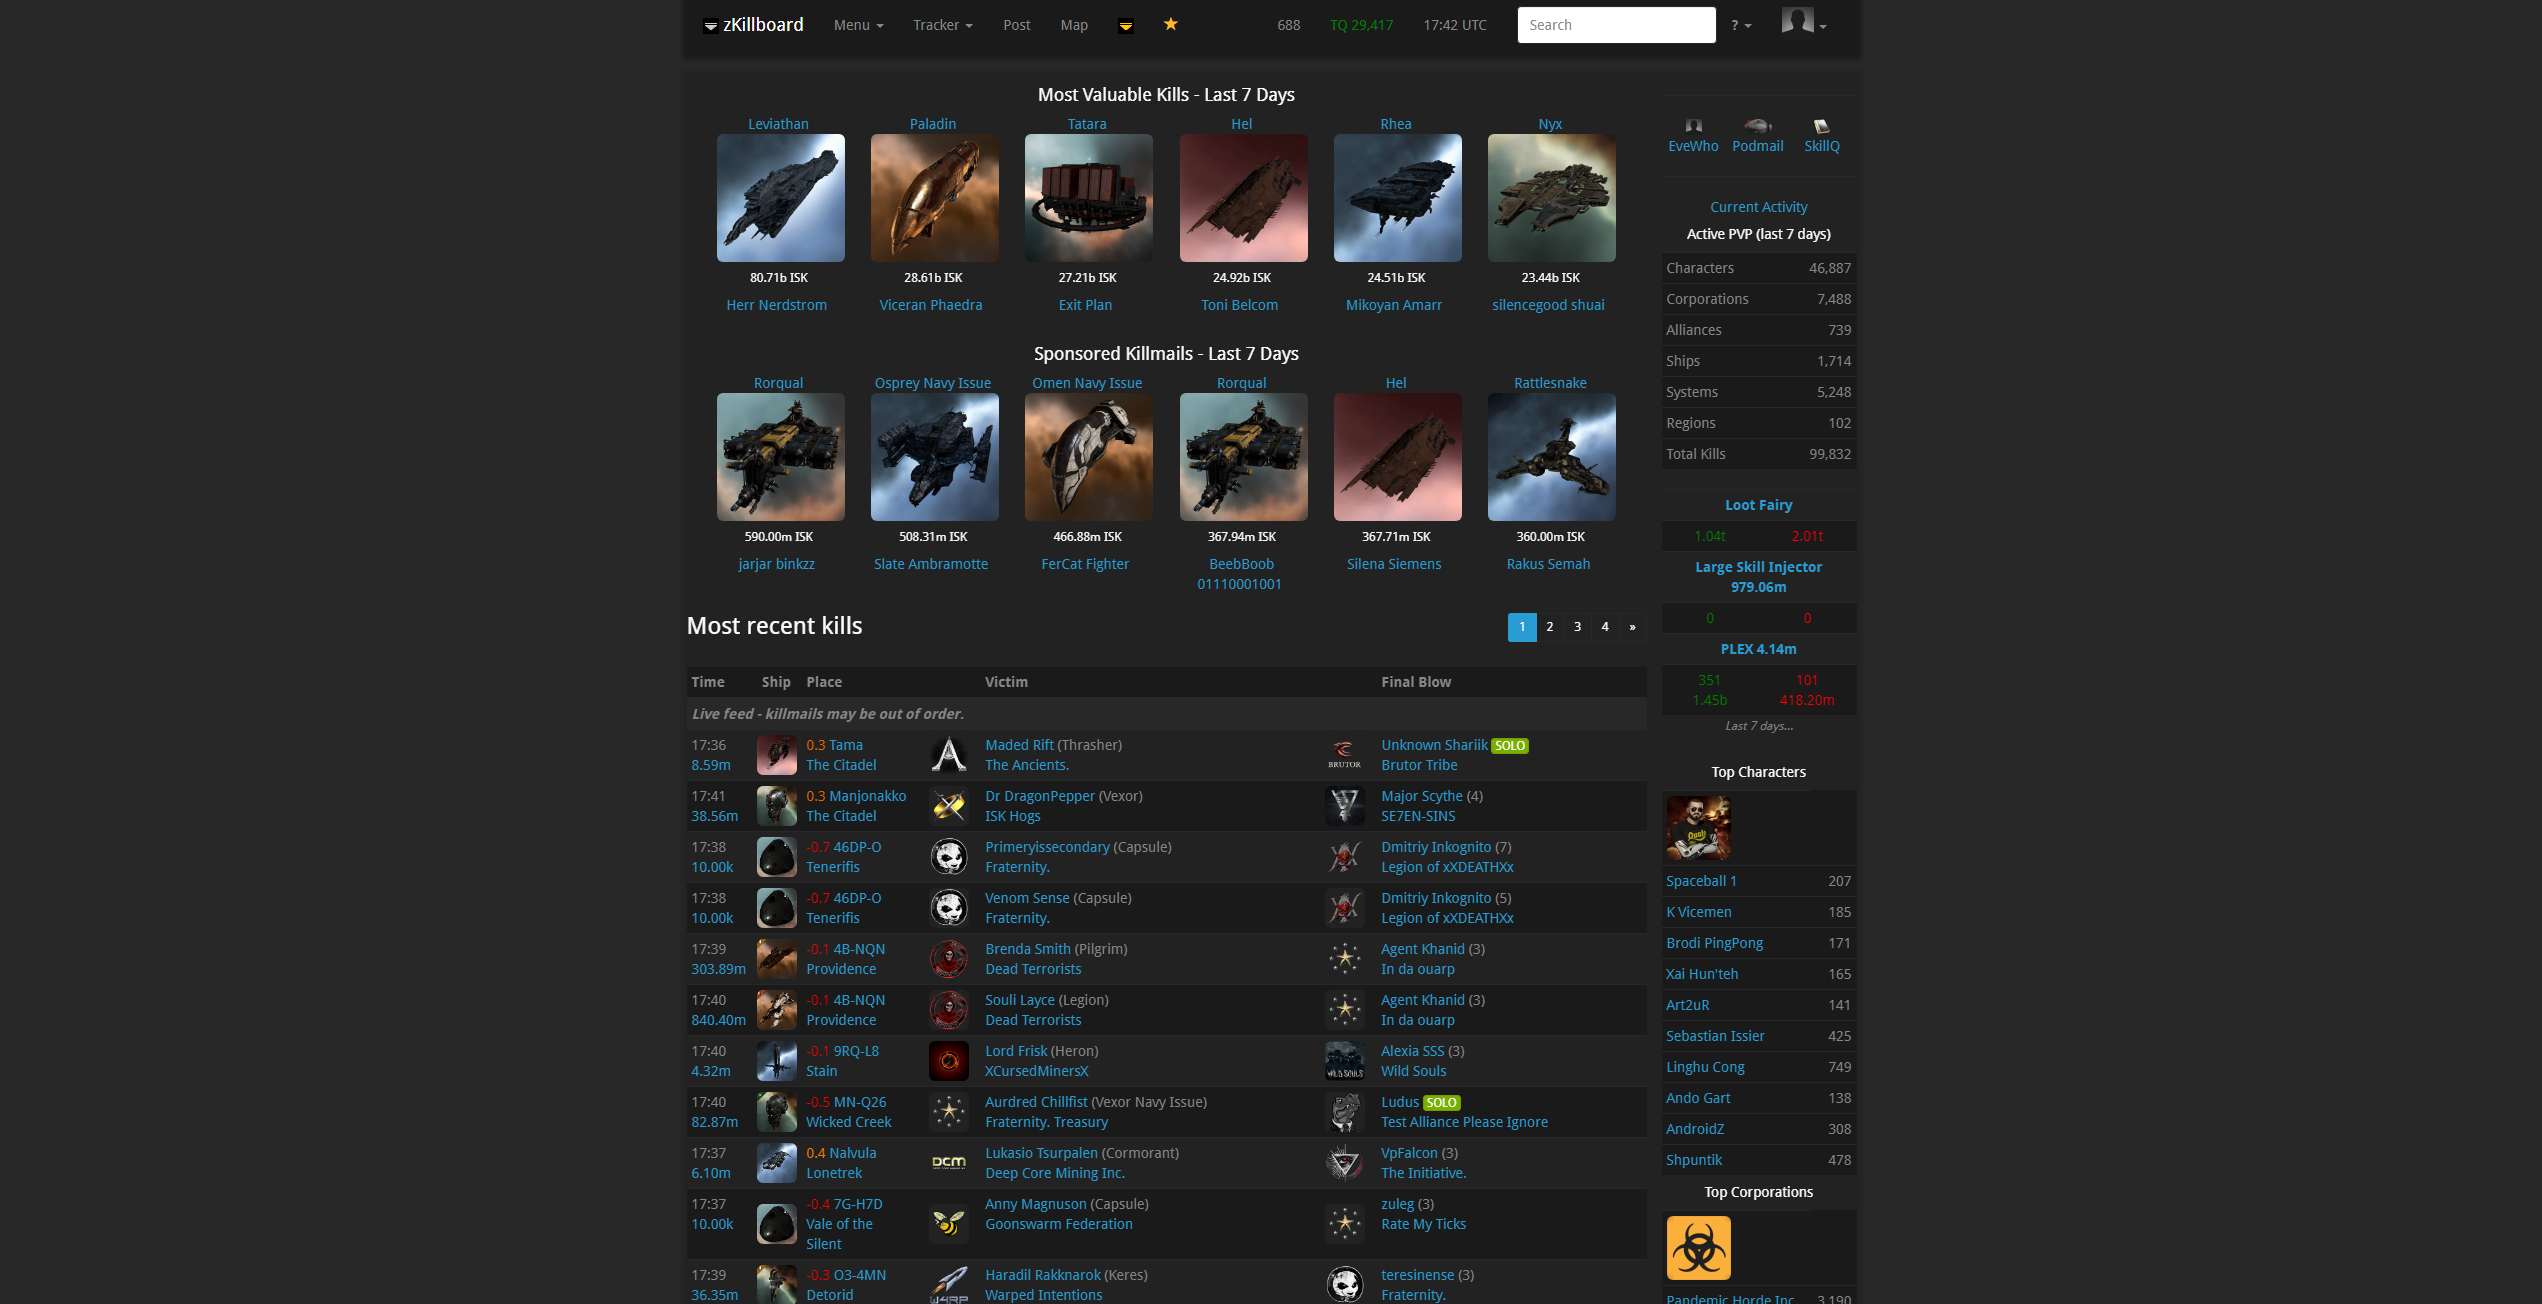 zKillboard Menu Tracker Post Map 688 TQ 29,417 17:42 UTC Search ?
Most Valuable Kills - Last 7 Days
Leviathan Paladin Tatara Hel Rhea Nyx
80.71b ISK 28.61b ISK 27.21b ISK 24.92b ISK 24.51b ISK 23.44b ISK
Herr Nerdstrom Viceran Phaedra Exit Plan Toni Belcom Mikoyan Amarr silencegood shuai
Sponsored Killmails - Last 7 Days
Rorqual Osprey Navy Issue Omen Navy Issue Rorqual Hel Rattlesnake
590.00m ISK 508.31m ISK 466.88m ISK 367.94m ISK 367.71m ISK 360.00m ISK
jarjar binkzz Slate Ambramotte FerCat Fighter BeebBoob Silena Siemens Rakus Semah
01110001001
Most recent kills
1 2 3 4 »
Time Ship Place Victim Final Blow
Live feed - killmails may be out of order.
17:36 0.3 Tama Maded Rift (Thrasher) Unknown Shariik SOLO
8.59m The Citadel The Ancients. BRUTOR Brutor Tribe
17:41 0.3 Manjonakko Dr DragonPepper (Vexor) Major Scythe (4)
38.56m The Citadel ISK Hogs SE7EN-SINS
17:38 -0.7 46DP-O Primeryissecondary (Capsule) Dmitriy Inkognito (7)
10.00k Tenerifis Fraternity. Legion of xXDEATHXx
17:38 -0.7 46DP-O Venom Sense (Capsule) Dmitriy Inkognito (5)
10.00k Tenerifis Fraternity. Legion of xXDEATHXx
17:39 -0.1 4B-NQN Brenda Smith (Pilgrim) Agent Khanid (3)
303.89m Providence Dead Terrorists In da ouarp
17:40 -0.1 4B-NQN Souli Layce (Legion) Agent Khanid (3)
840.40m Providence Dead Terrorists In da ouarp
17:40 -0.1 9RQ-L8 Lord Frisk (Heron) Alexia SSS (3)
4.32m Stain XCursedMinersX WILD SOULS Wild Souls
17:40 -0.5 MN-Q26 Aurdred Chillfist (Vexor Navy Issue) Ludus SOLO
82.87m Wicked Creek Fraternity. Treasury Test Alliance Please Ignore
17:37 0.4 Nalvula DCM Lukasio Tsurpalen (Cormorant) VpFalcon (3)
6.10m Lonetrek Deep Core Mining Inc. The Initiative.
17:37 -0.4 7G-H7D Anny Magnuson (Capsule) zuleg (3)
10.00k Vale of the Goonswarm Federation Rate My Ticks
Silent
17:39 -0.3 O3-4MN Haradil Rakknarok (Keres) teresinense (3)
36.35m Detorid W4RP Warped Intentions Fraternity.
EveWho Podmail SkillQ
Current Activity
Active PVP (last 7 days)
Characters 46,887
Corporations 7,488
Alliances 739
Ships 1,714
Systems 5,248
Regions 102
Total Kills 99,832
Loot Fairy
1.04t 2.01t
Large Skill Injector
979.06m
0 0
PLEX 4.14m
351 101
1.45b 418.20m
Last 7 days...
Top Characters
Spaceball 1 207
K Vicemen 185
Brodi PingPong 171
Xai Hun'teh 165
Art2uR 141
Sebastian Issier 425
Linghu Cong 749
Ando Gart 138
AndroidZ 308
Shpuntik 478
Top Corporations
Pandemic Horde Inc. 3,190